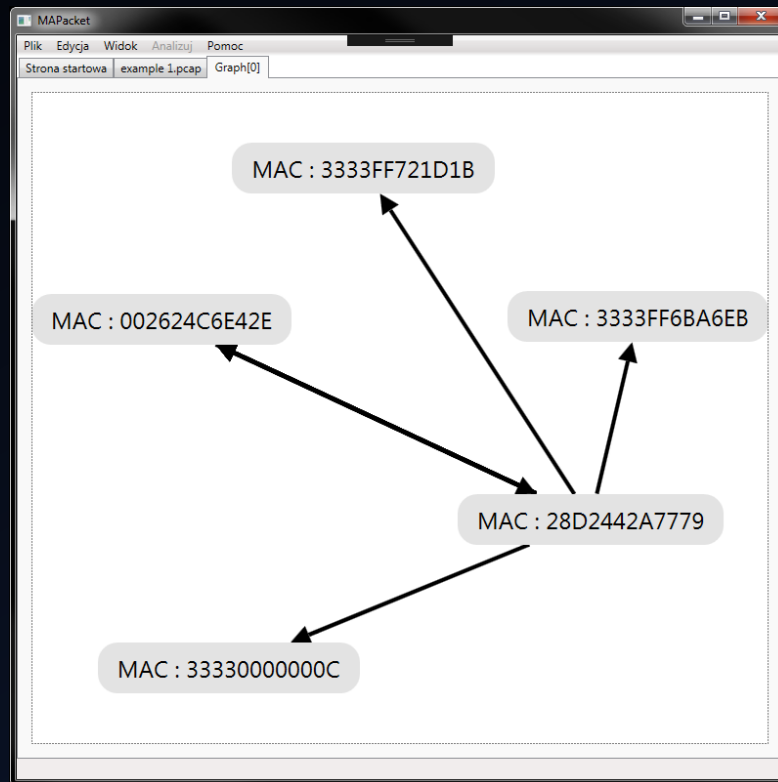 MAPacket
Plik Edycja Widok Analizuj Pomoc
Strona startowa example 1.pcap Graph[0]
MAC : 3333FF721D1B
MAC : 002624C6E42E
MAC : 3333FF6BA6EB
MAC : 28D2442A7779
MAC : 33330000000C